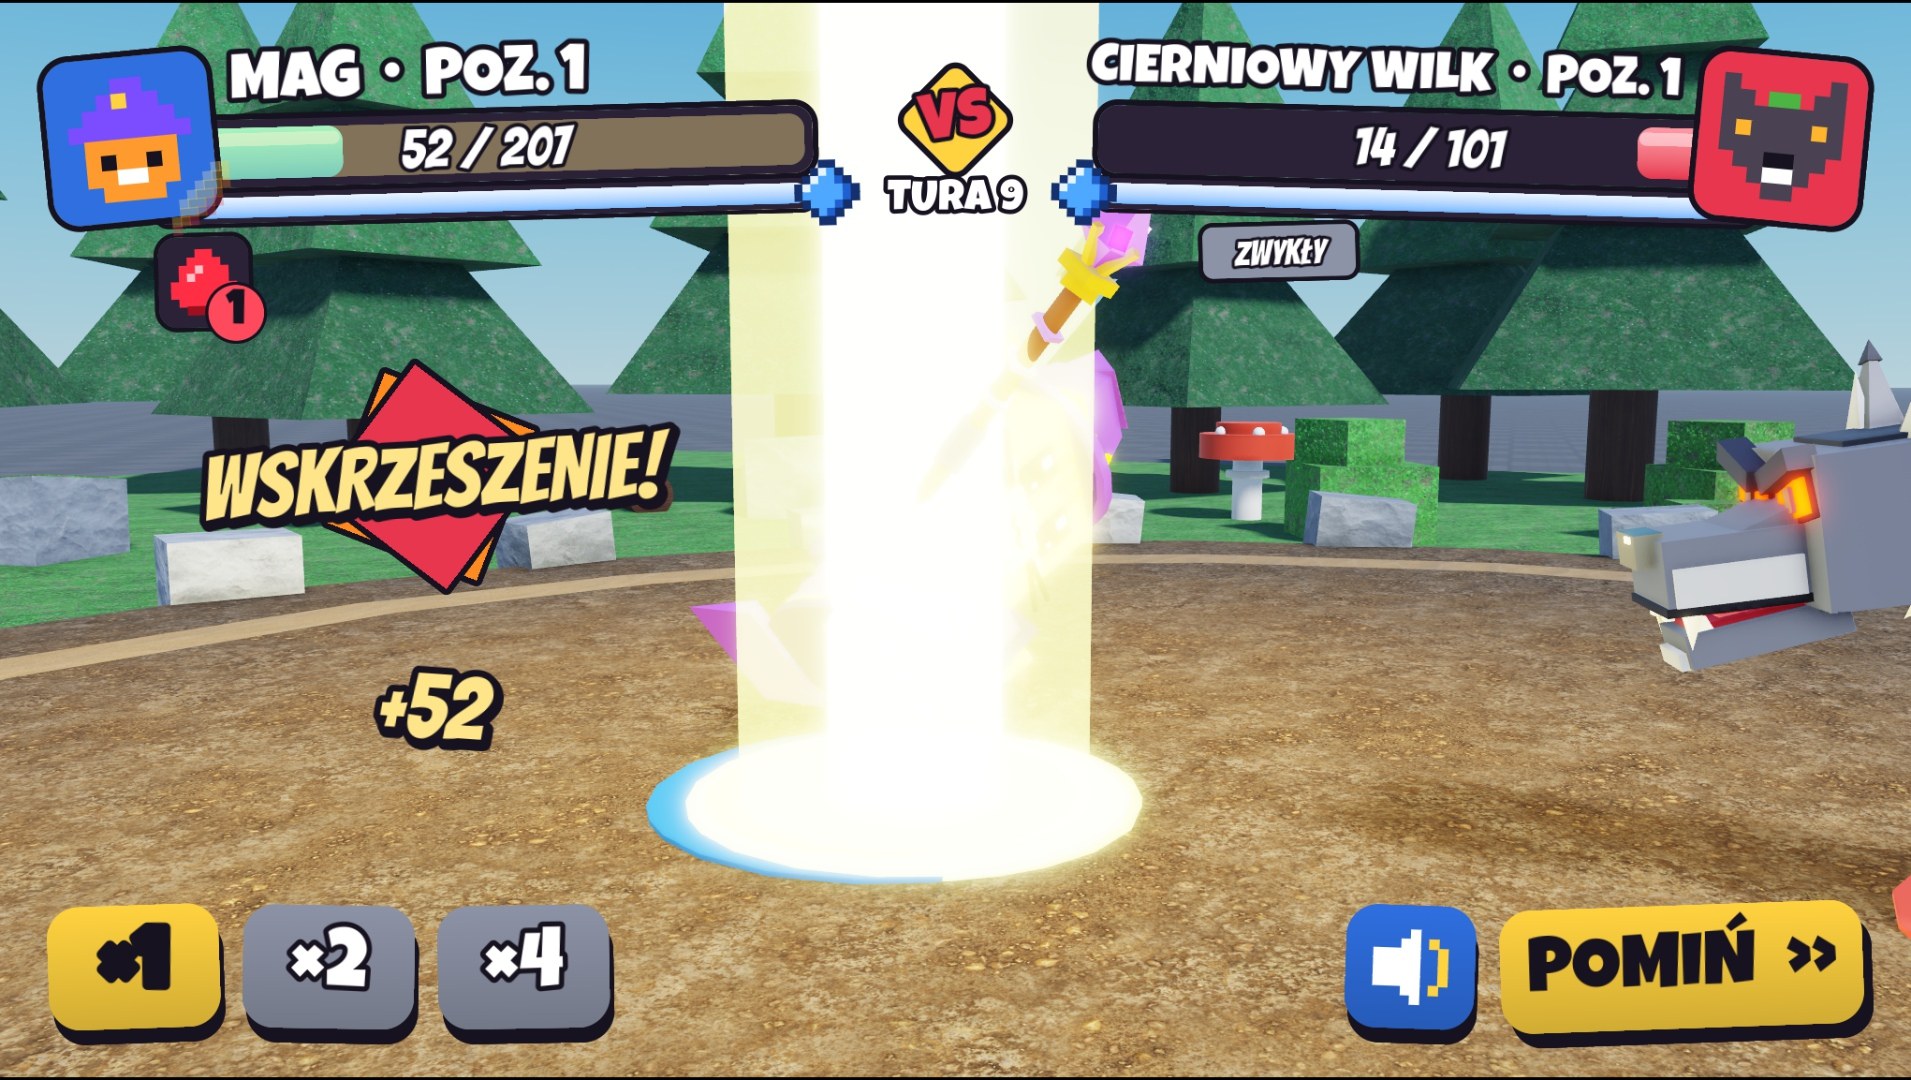 MAG • POZ. 1
52 / 207
VS
TURA 9
CIERNIOWY WILK • POZ. 1
14 / 101
ZWYKŁY
1
WSKRZESZENIE!
+52
×1
×2
×4
POMIŃ >>